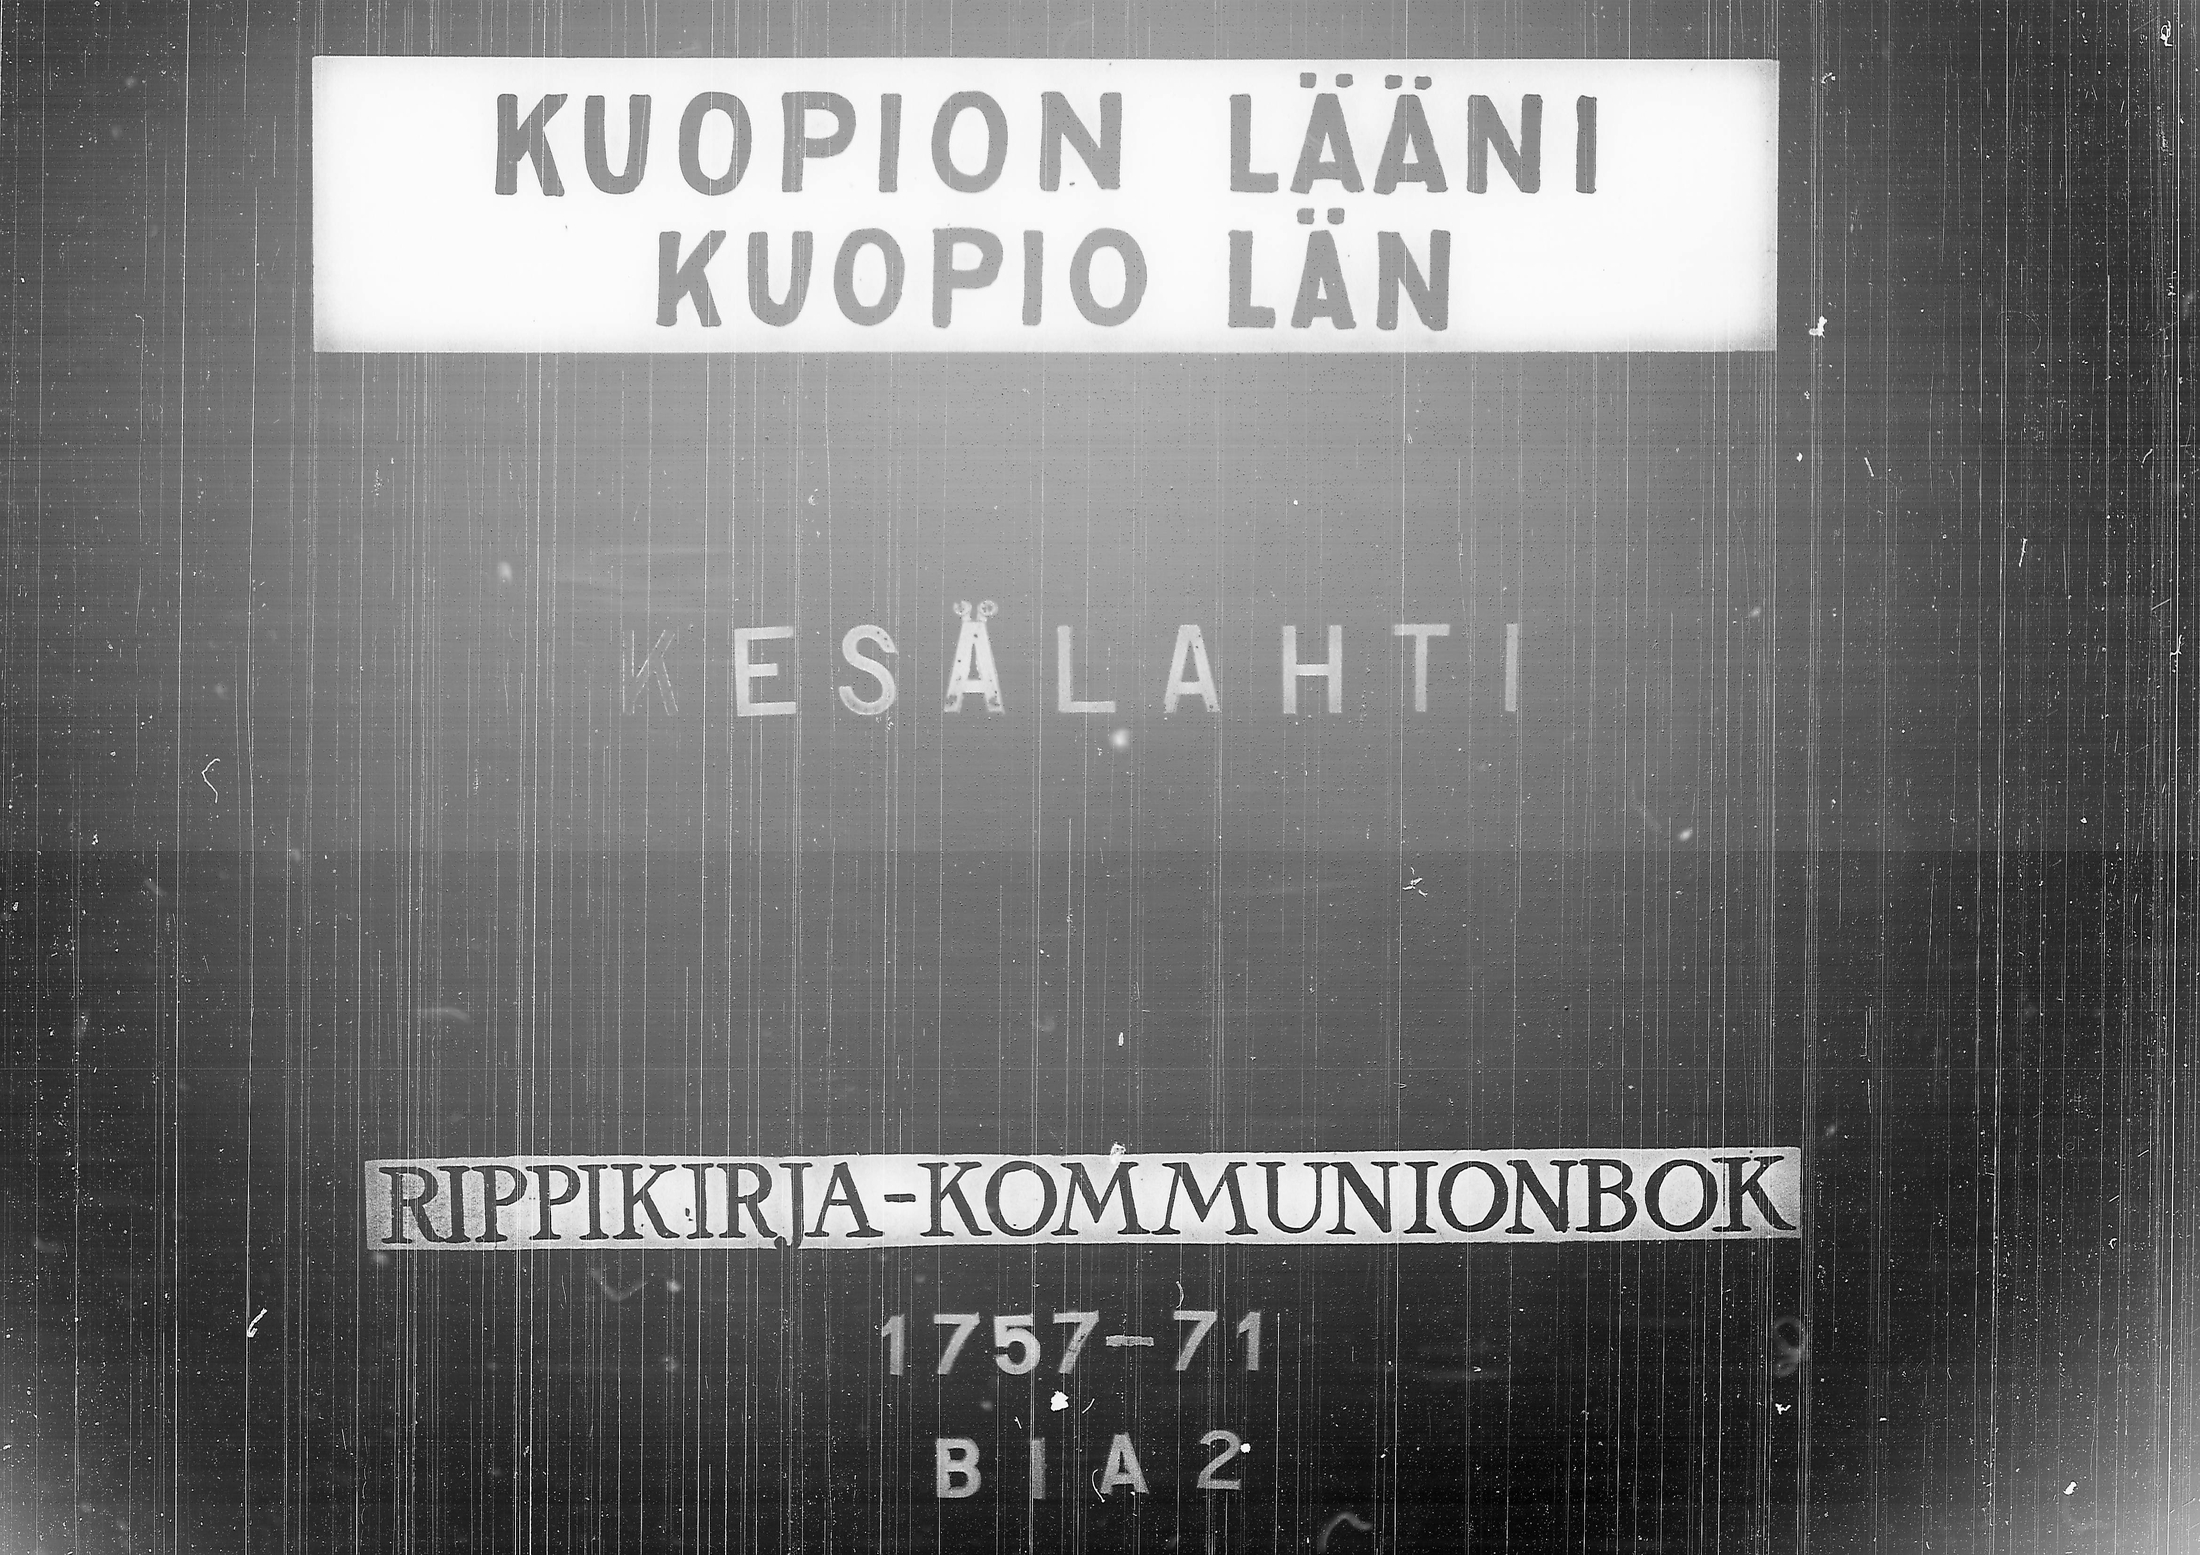 KUOPION LÄÄNI
KUOPIO LÄN
KESÄLAHTI
RIPPIKIRJA-KOMMUNIONBOK
1757-71
B I A 2